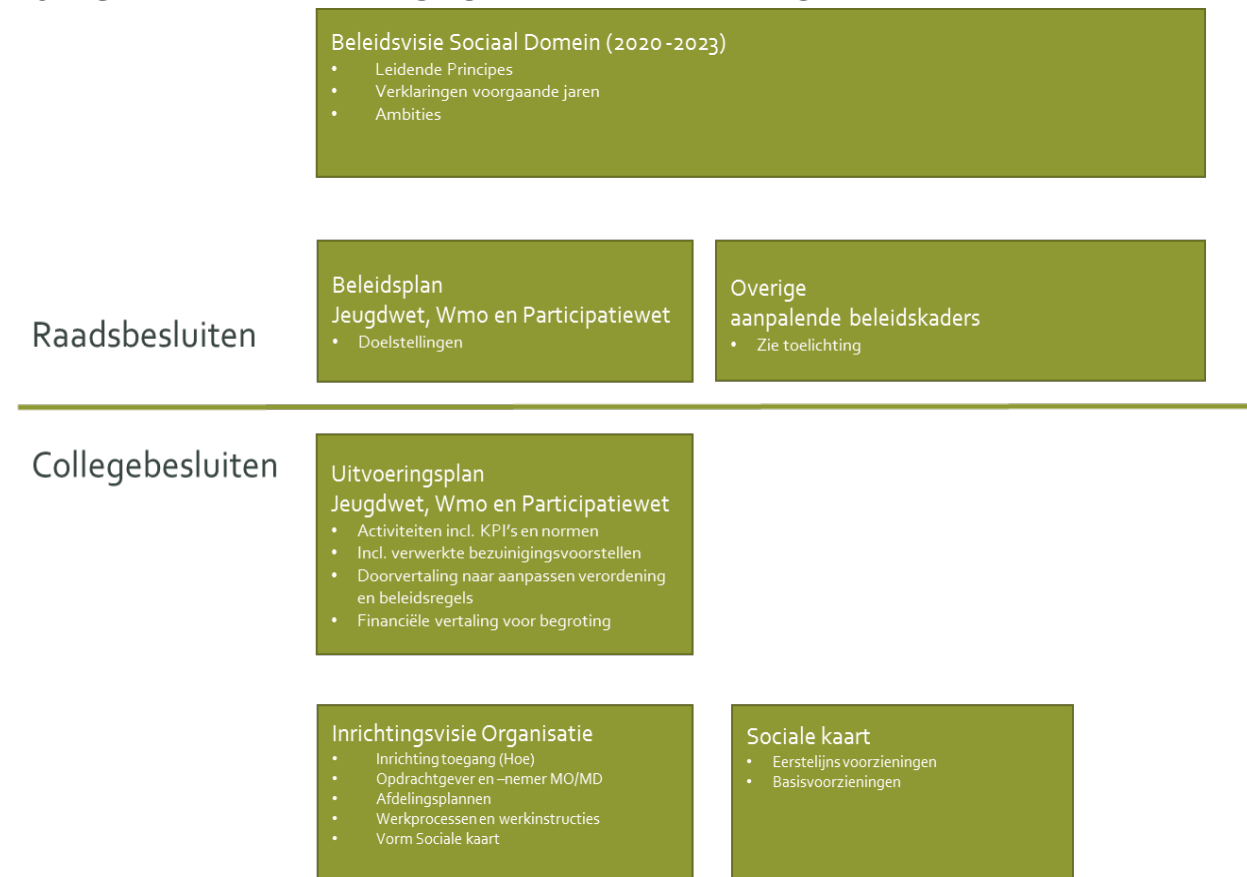 Beleidsvisie Sociaal Domein (2020 -2023)
• Leidende Principes
• Verklaringen voorgaande jaren
• Ambities
Raadsbesluiten
Beleidsplan
Jeugdwet, Wmo en Participatiewet
• Doelstellingen
Overige
aanpalende beleidskaders
• Zie toelichting
Collegebesluiten
Uitvoeringsplan
Jeugdwet, Wmo en Participatiewet
• Activiteiten incl. KPI's en normen
• Incl. verwerkte bezuinigingsvoorstellen
• Doorvertaling naar aanpassen verordening
en beleidsregels
• Financiële vertaling voor begroting
Inrichtingsvisie Organisatie
• Inrichting toegang (Hoe)
• Opdrachtgever en –nemer MO/MD
• Afdelingsplannen
• Werkprocessen en werkinstructies
• Vorm Sociale kaart
Sociale kaart
• Eerstelijns voorzieningen
• Basisvoorzieningen